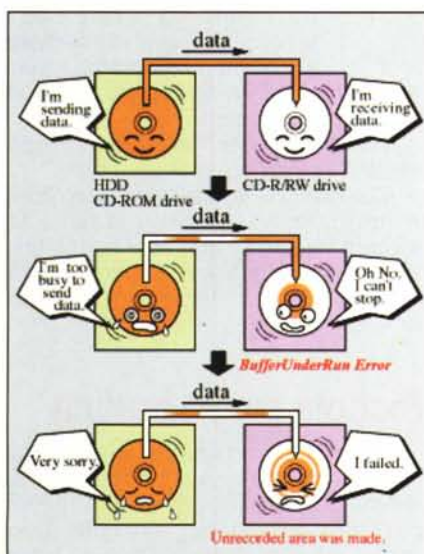 data
I'm
sending
data.
I'm
receiving
data.
HDD
CD-ROM drive
CD-R/RW drive
data
I'm too
busy to
send
data.
Oh No,
I can't
stop.
BufferUnderRun Error
data
Very sorry.
I failed.
Unrecorded area was made.